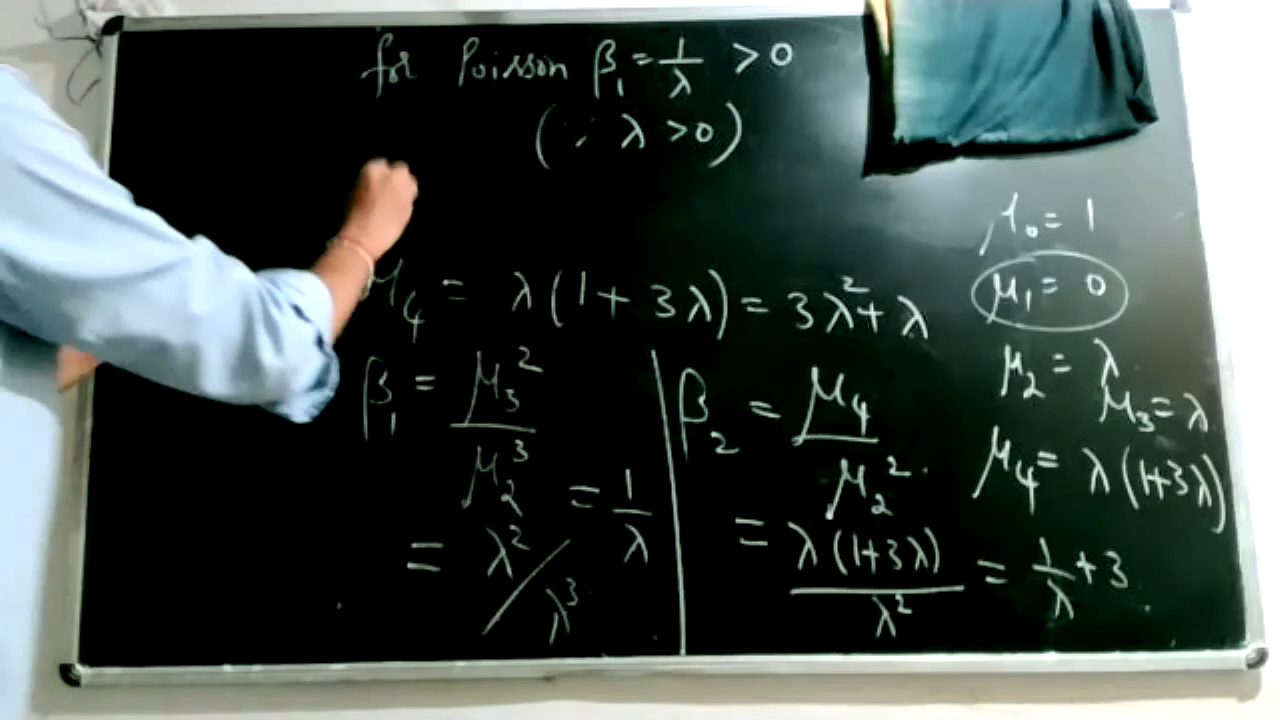 for Poisson β₁ = 1/λ > 0
(∵ λ > 0)
μ₀ = 1
μ₁ = 0
μ₄ = λ(1 + 3λ) = 3λ² + λ
μ₂ = λ
μ₃ = λ
μ₄ = λ(1+3λ)
β₁ = μ₃²/μ₂³
= λ²/λ³ = 1/λ
β₂ = μ₄/μ₂²
= λ(1+3λ)/λ² = 1/λ + 3